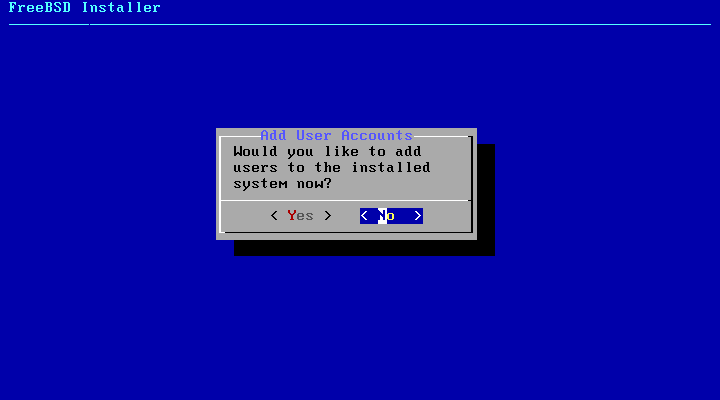 FreeBSD Installer
Add User Accounts
Would you like to add
users to the installed
system now?
< Yes > < No >